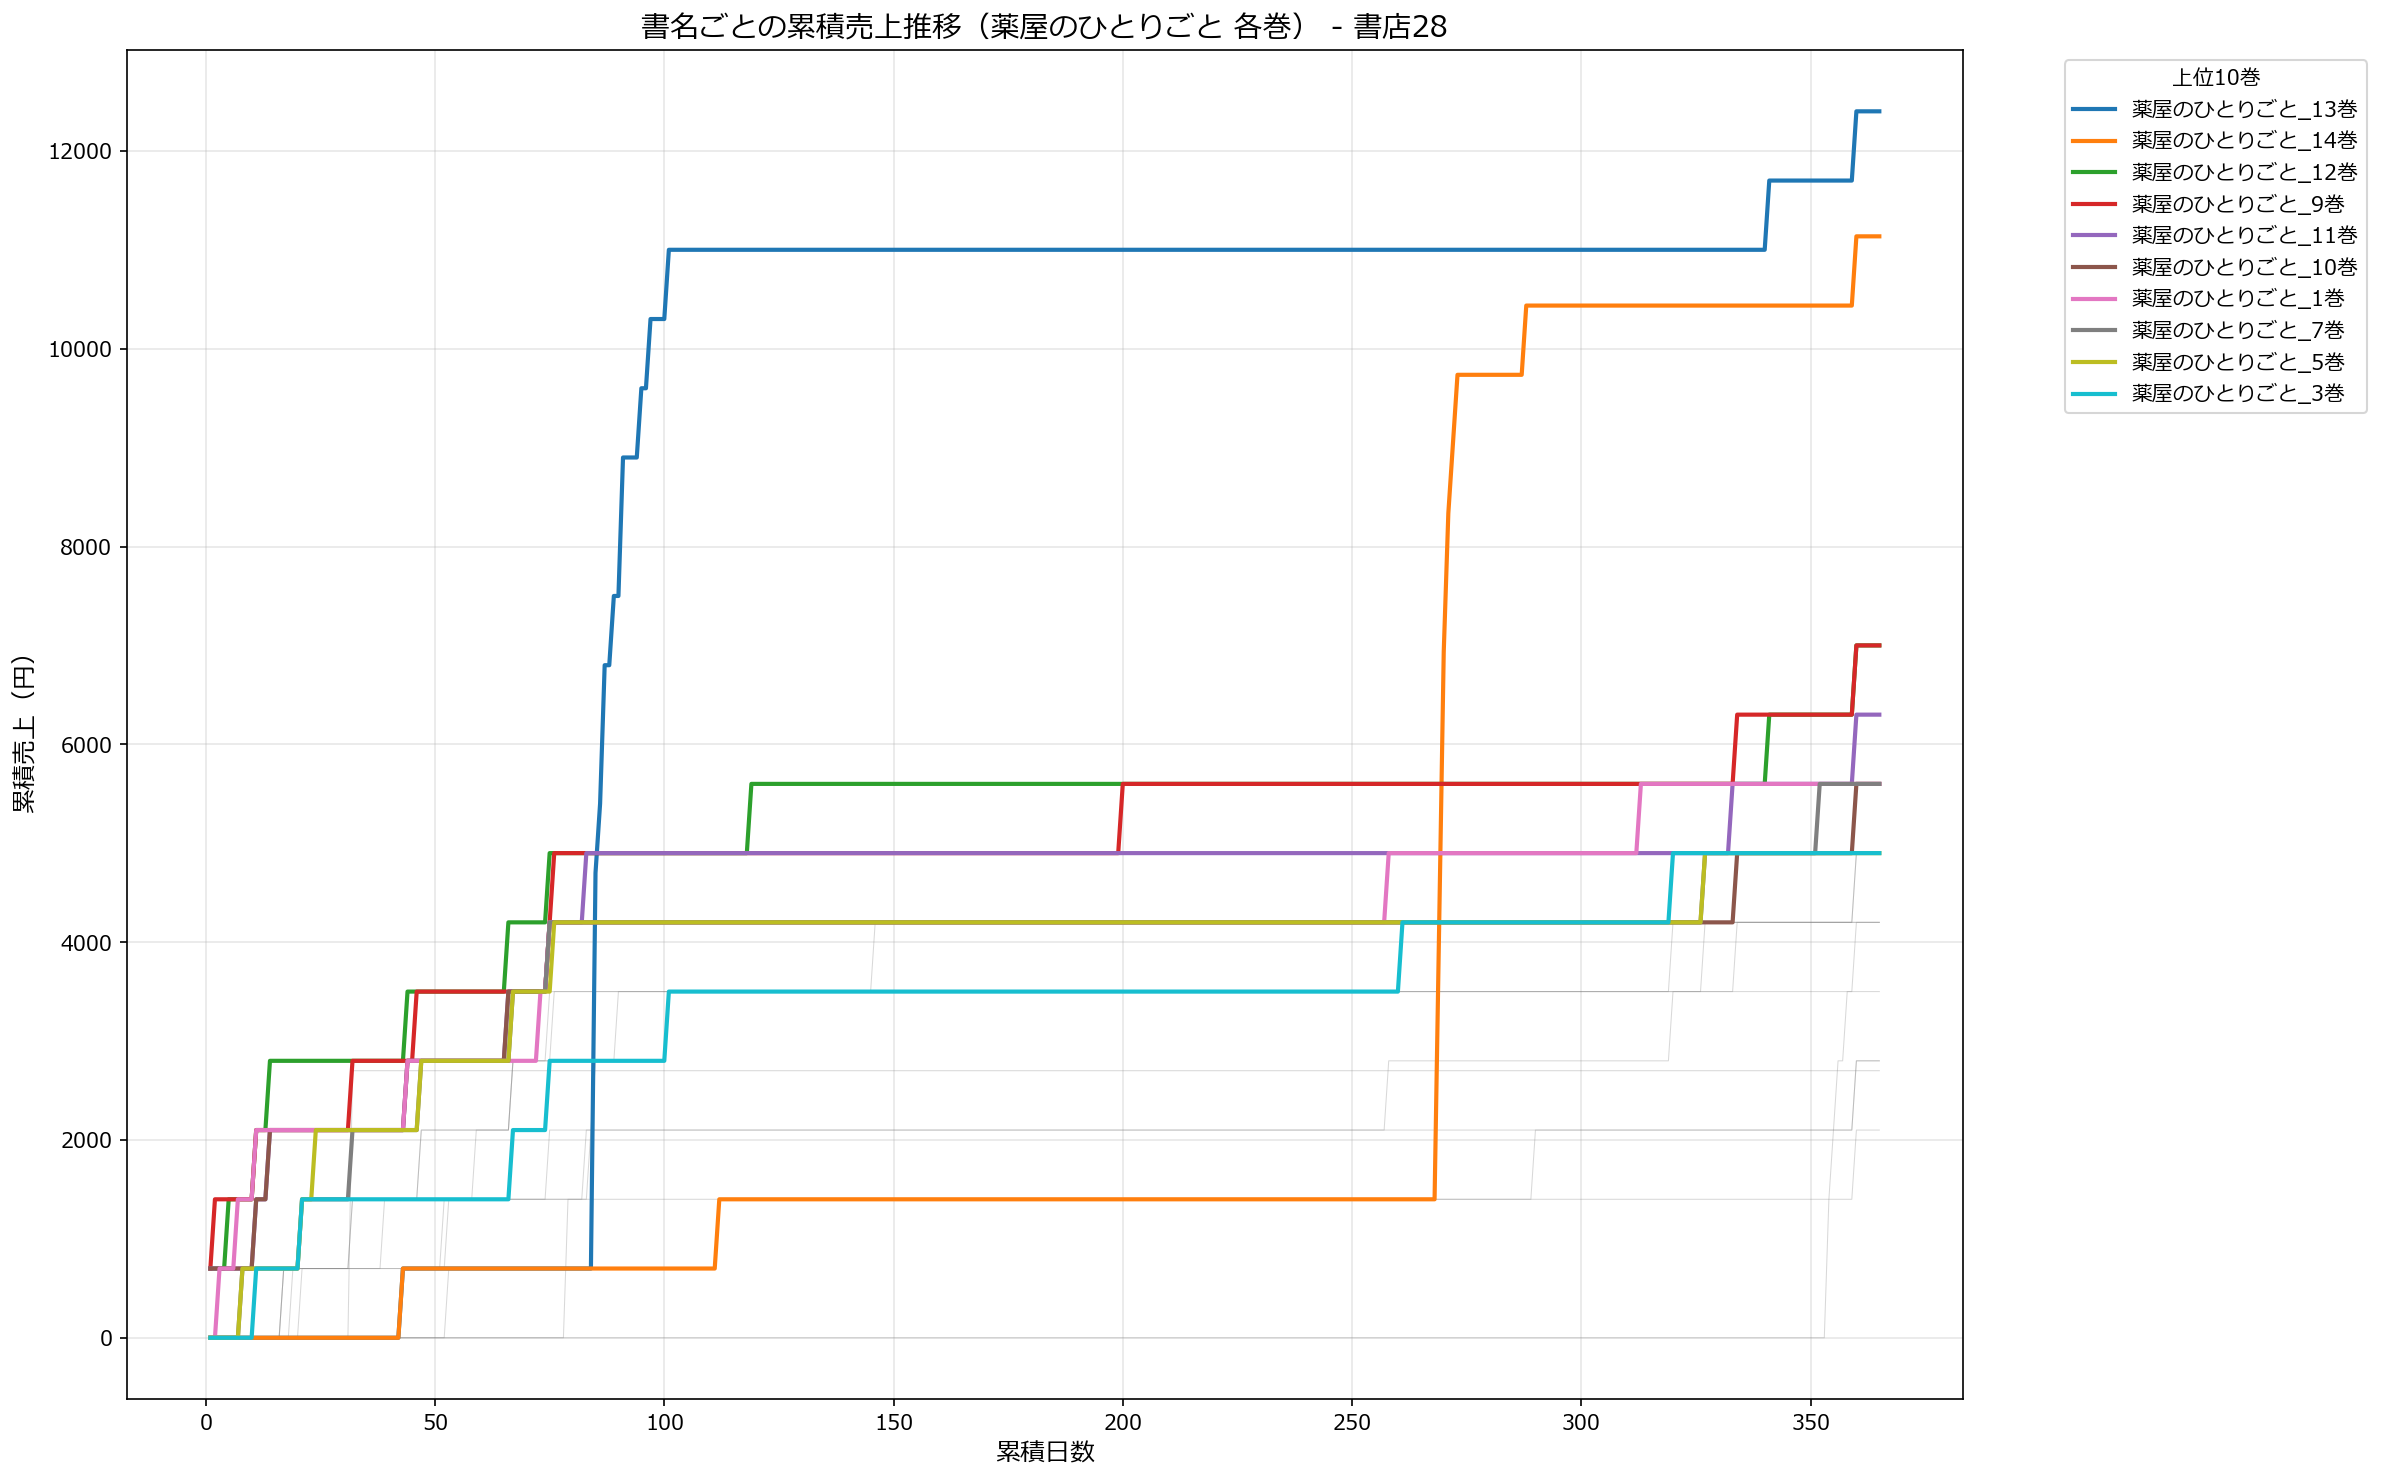 書名ごとの累積売上推移（薬屋のひとりごと 各巻） - 書店28
累積売上（円）
12000
10000
8000
6000
4000
2000
0
0
50
100
150
200
250
300
350
累積日数
上位10巻
薬屋のひとりごと_13巻
薬屋のひとりごと_14巻
薬屋のひとりごと_12巻
薬屋のひとりごと_9巻
薬屋のひとりごと_11巻
薬屋のひとりごと_10巻
薬屋のひとりごと_1巻
薬屋のひとりごと_7巻
薬屋のひとりごと_5巻
薬屋のひとりごと_3巻